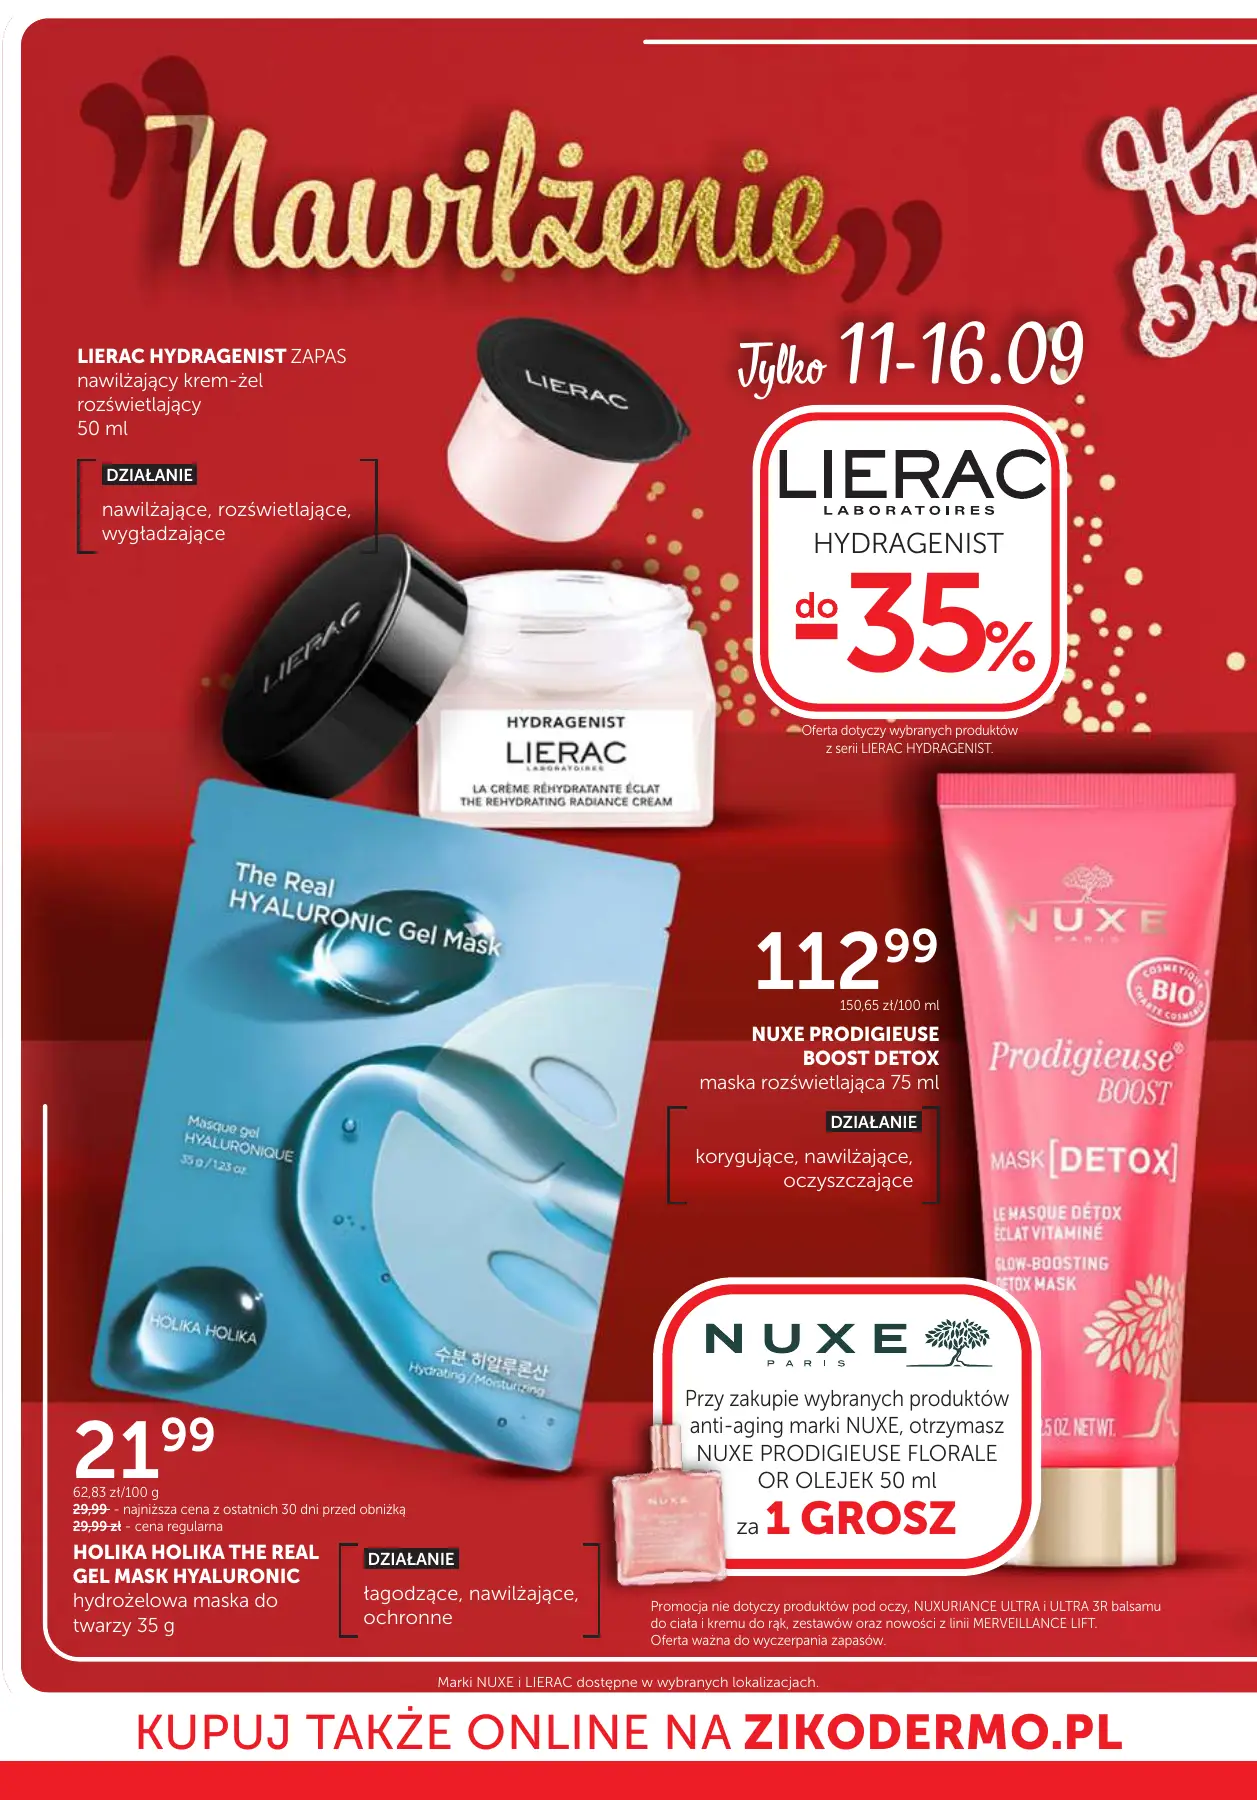 „Nawilżenie”
LIERAC HYDRAGENIST ZAPAS
nawilżający krem-żel
rozświetlający
50 ml
DZIAŁANIE
nawilżające, rozświetlające,
wygładzające
LIERAC
LIERAC
HYDRAGENIST
LIERAC
LABORATOIRES
LA CRÈME RÉHYDRATANTE ÉCLAT
THE REHYDRATING RADIANCE CREAM
Tylko 11-16.09
LIERAC
LABORATOIRES
HYDRAGENIST
do
-35%
Oferta dotyczy wybranych produktów
z serii LIERAC HYDRAGENIST.
The Real
HYALURONIC Gel Mask
Masque gel
HYALURONIQUE
35 g / 1.23 oz.
HOLIKA HOLIKA
수분 히알루론산
Hydrating / Moisturizing
112 99
150,65 zł/100 ml
NUXE PRODIGIEUSE
BOOST DETOX
maska rozświetlająca 75 ml
DZIAŁANIE
korygujące, nawilżające,
oczyszczające
NUXE
PARIS
COSMETIQUE
BIO
CHARTE COSMEBIO
Prodigieuse®
BOOST
MASK [DETOX]
LE MASQUE DÉTOX
ÉCLAT VITAMINÉ
GLOW-BOOSTING
DETOX MASK
2.5 OZ. NET WT.
NUXE
PARIS
Przy zakupie wybranych produktów
anti-aging marki NUXE, otrzymasz
NUXE PRODIGIEUSE FLORALE
OR OLEJEK 50 ml
za 1 GROSZ
NUXE
21 99
62,83 zł/100 g
29,99 - najniższa cena z ostatnich 30 dni przed obniżką
29,99 zł - cena regularna
HOLIKA HOLIKA THE REAL
GEL MASK HYALURONIC
hydrożelowa maska do
twarzy 35 g
DZIAŁANIE
łagodzące, nawilżające,
ochronne
Promocja nie dotyczy produktów pod oczy, NUXURIANCE ULTRA i ULTRA 3R balsamu
do ciała i kremu do rąk, zestawów oraz nowości z linii MERVEILLANCE LIFT.
Oferta ważna do wyczerpania zapasów.
Marki NUXE i LIERAC dostępne w wybranych lokalizacjach.
KUPUJ TAKŻE ONLINE NA ZIKODERMO.PL